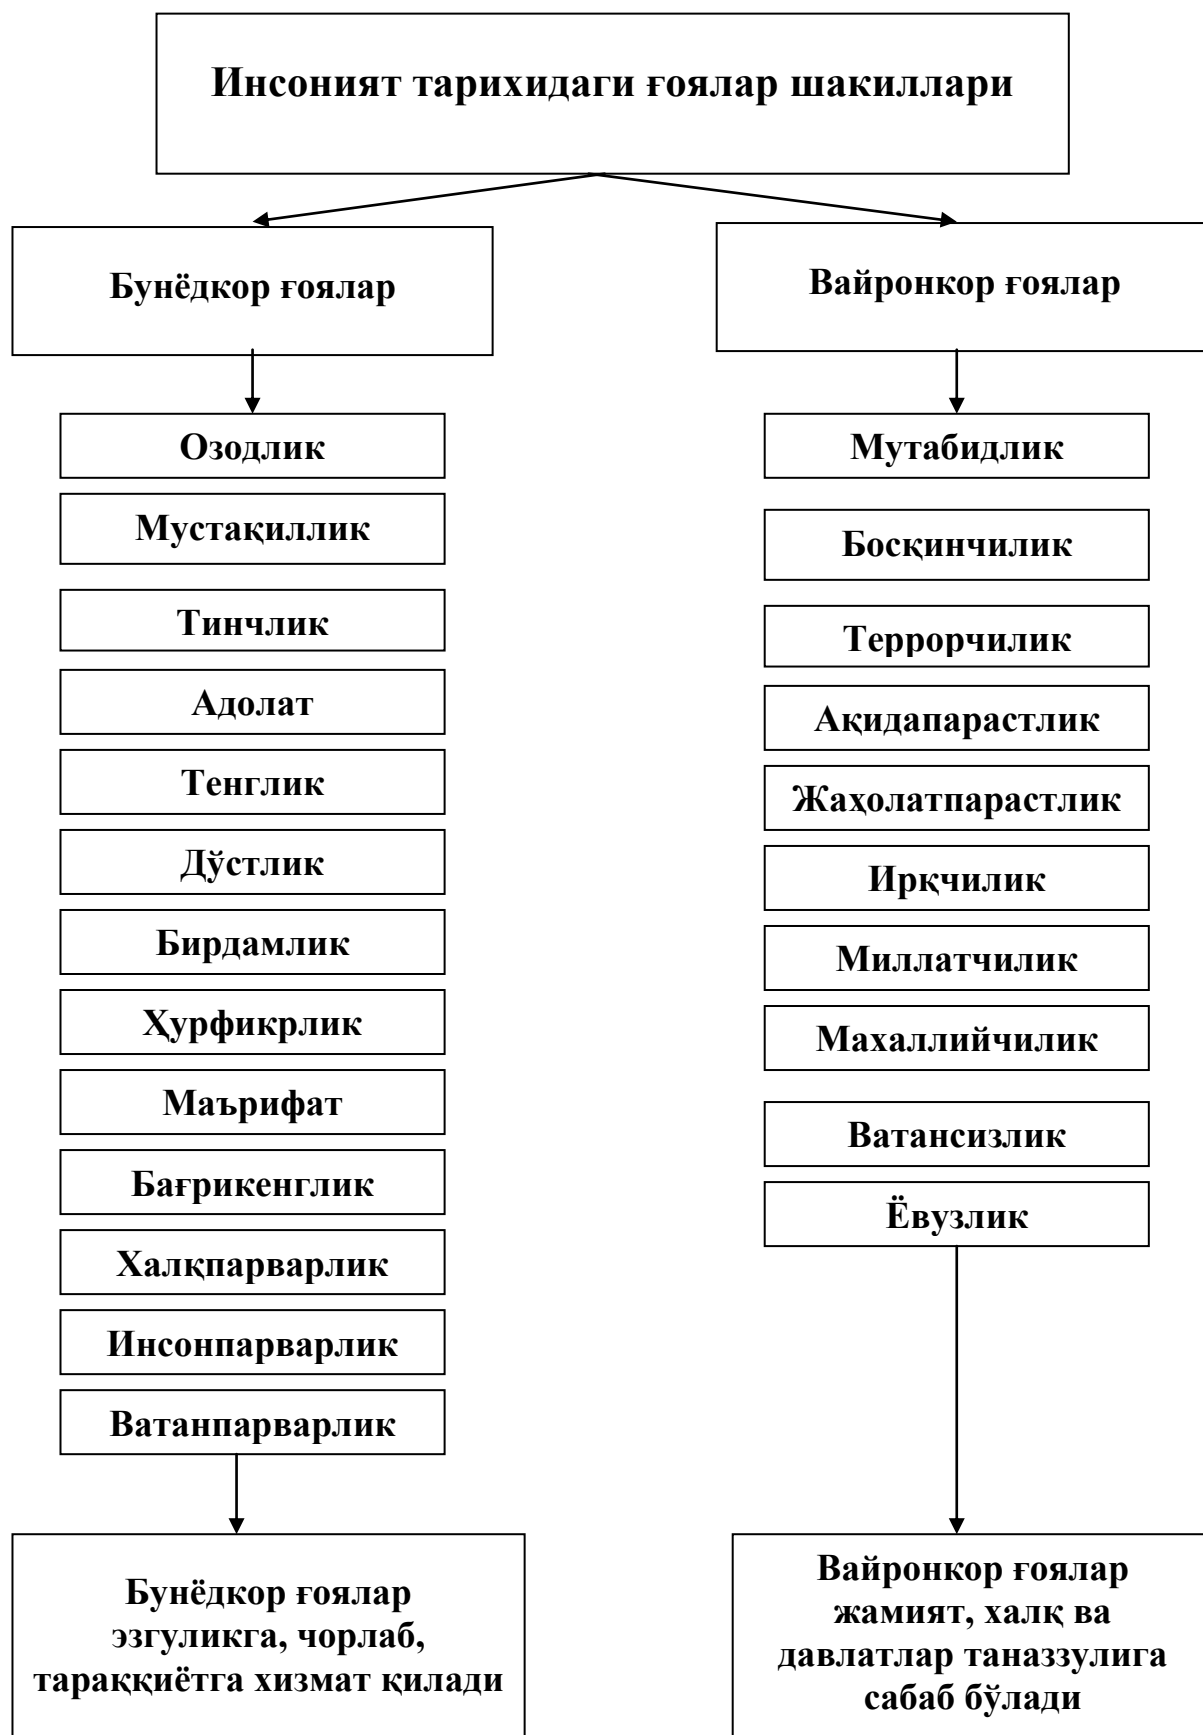 Инсоният тарихидаги ғоялар шакиллари
Бунёдкор ғоялар
Озодлик
Мустақиллик
Тинчлик
Адолат
Тенглик
Дўстлик
Бирдамлик
Ҳурфикрлик
Маърифат
Бағрикенглик
Халқпарварлик
Инсонпарварлик
Ватанпарварлик
Бунёдкор ғоялар
эзгуликга, чорлаб,
тараққиётга хизмат қилади
Вайронкор ғоялар
Мутабидлик
Босқинчилик
Террорчилик
Ақидапарастлик
Жаҳолатпарастлик
Ирқчилик
Миллатчилик
Махаллийчилик
Ватансизлик
Ёвузлик
Вайронкор ғоялар
жамият, халқ ва
давлатлар таназзулига
сабаб бўлади